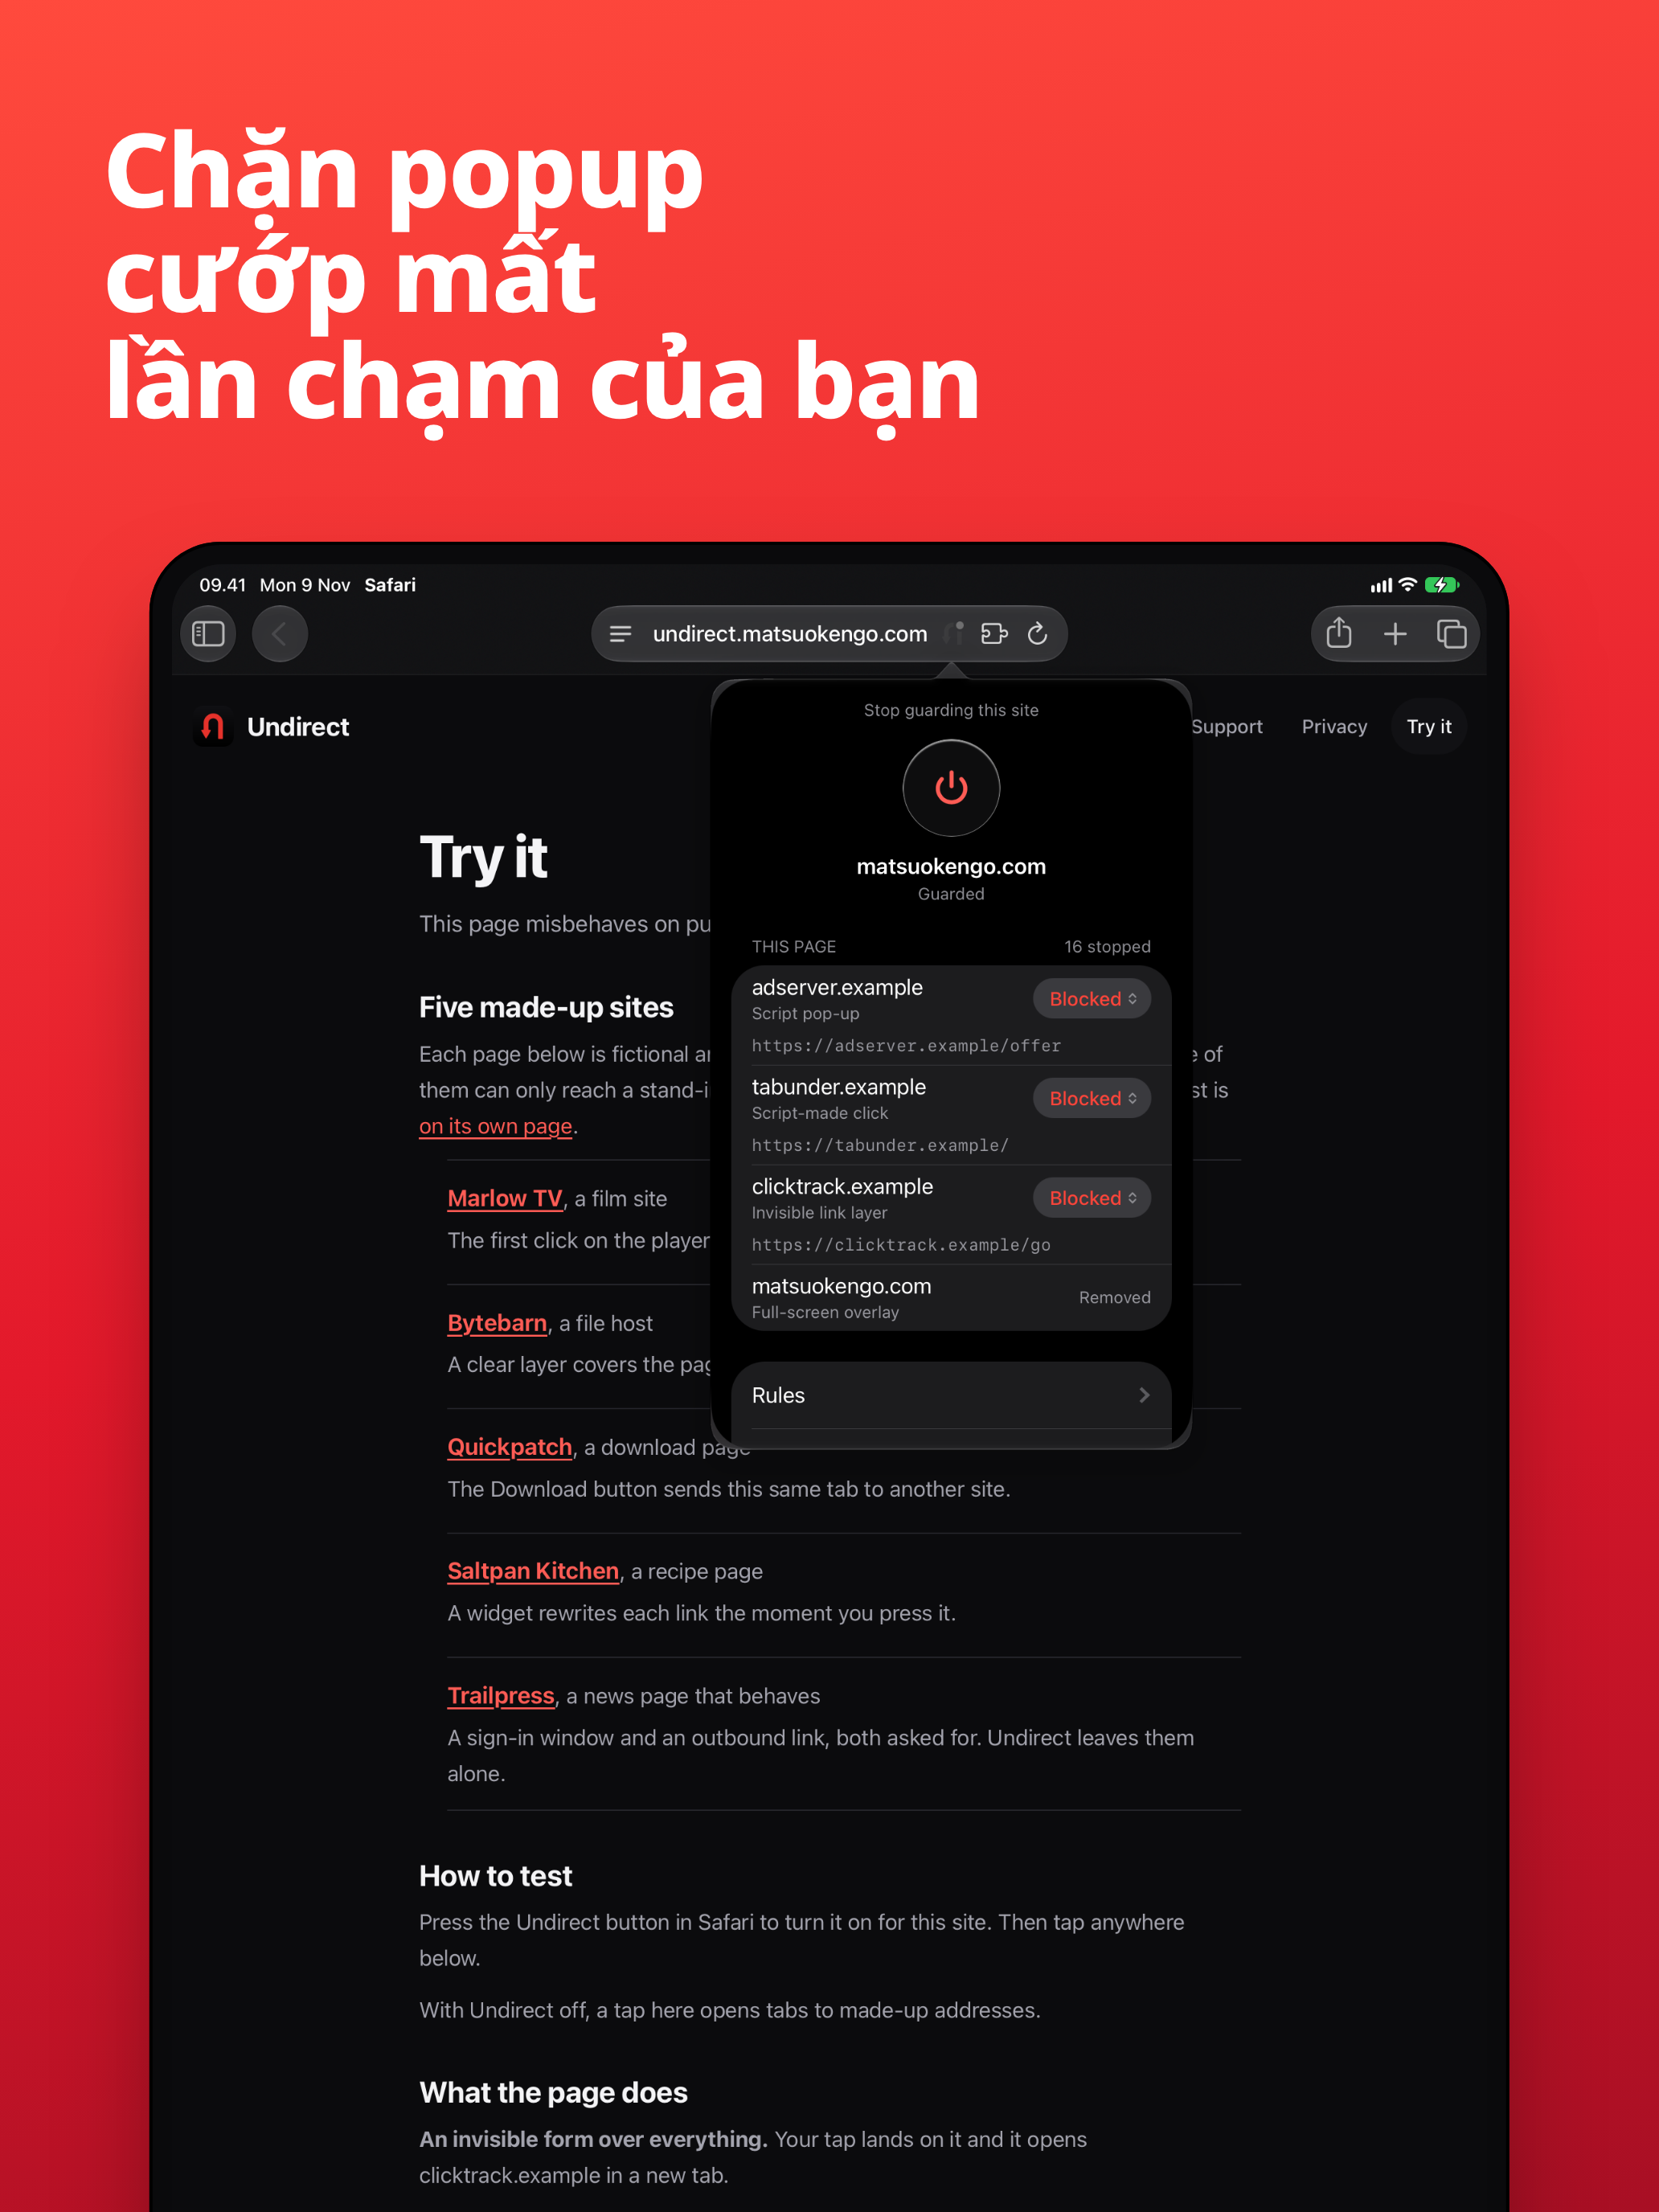 Chặn popup
cướp mất
lần chạm của bạn
09.41 Mon 9 Nov Safari
undirect.matsuokengo.com
Undirect
Support Privacy Try it
Stop guarding this site
matsuokengo.com
Guarded
THIS PAGE 16 stopped
adserver.example
Script pop-up
Blocked
https://adserver.example/offer
tabunder.example
Script-made click
Blocked
https://tabunder.example/
clicktrack.example
Invisible link layer
Blocked
https://clicktrack.example/go
matsuokengo.com
Full-screen overlay
Removed
Rules
Try it
This page misbehaves on
Five made-up sites
Each page below is fictional
of
them can only reach a
is
on its own page.
Marlow TV, a film site
The first click on the player
Bytebarn, a file host
A clear layer covers the
Quickpatch, a download page
The Download button sends this same tab to another site.
Saltpan Kitchen, a recipe page
A widget rewrites each link the moment you press it.
Trailpress, a news page that behaves
A sign-in window and an outbound link, both asked for. Undirect leaves them
alone.
How to test
Press the Undirect button in Safari to turn it on for this site. Then tap anywhere
below.
With Undirect off, a tap here opens tabs to made-up addresses.
What the page does
An invisible form over everything. Your tap lands on it and it opens
clicktrack.example in a new tab.